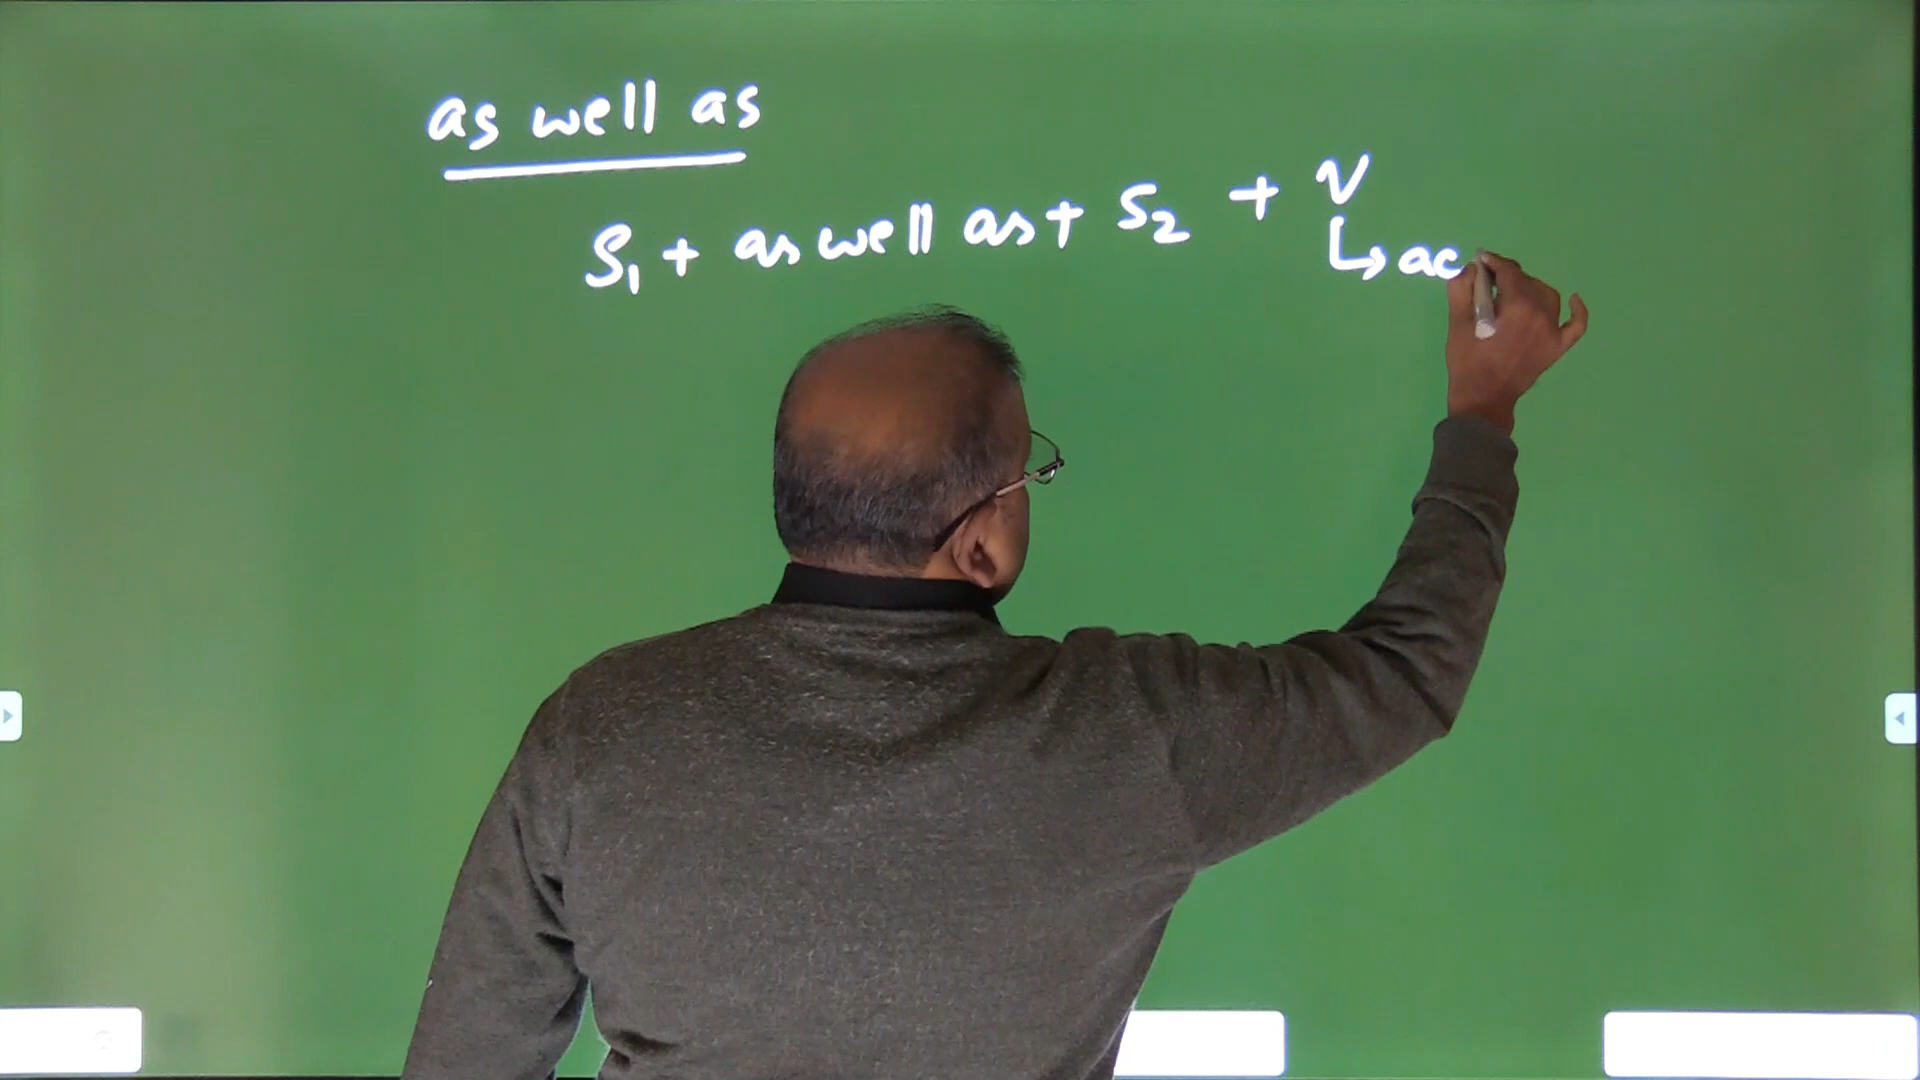 as well as
S₁ + as well as + S₂ + V
↳ ac